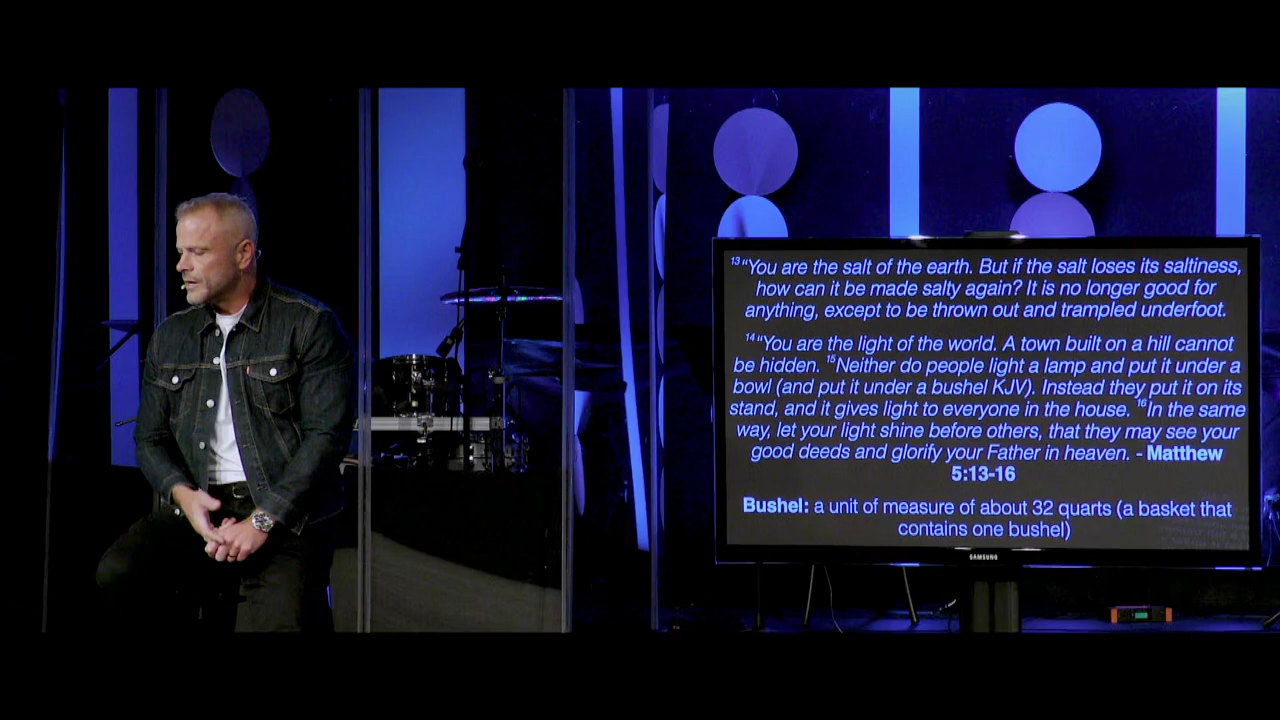 13 “You are the salt of the earth. But if the salt loses its saltiness,
how can it be made salty again? It is no longer good for
anything, except to be thrown out and trampled underfoot.
14 “You are the light of the world. A town built on a hill cannot
be hidden. 15 Neither do people light a lamp and put it under a
bowl (and put it under a bushel KJV). Instead they put it on its
stand, and it gives light to everyone in the house. 16 In the same
way, let your light shine before others, that they may see your
good deeds and glorify your Father in heaven. - Matthew
5:13-16
Bushel: a unit of measure of about 32 quarts (a basket that
contains one bushel)
SAMSUNG